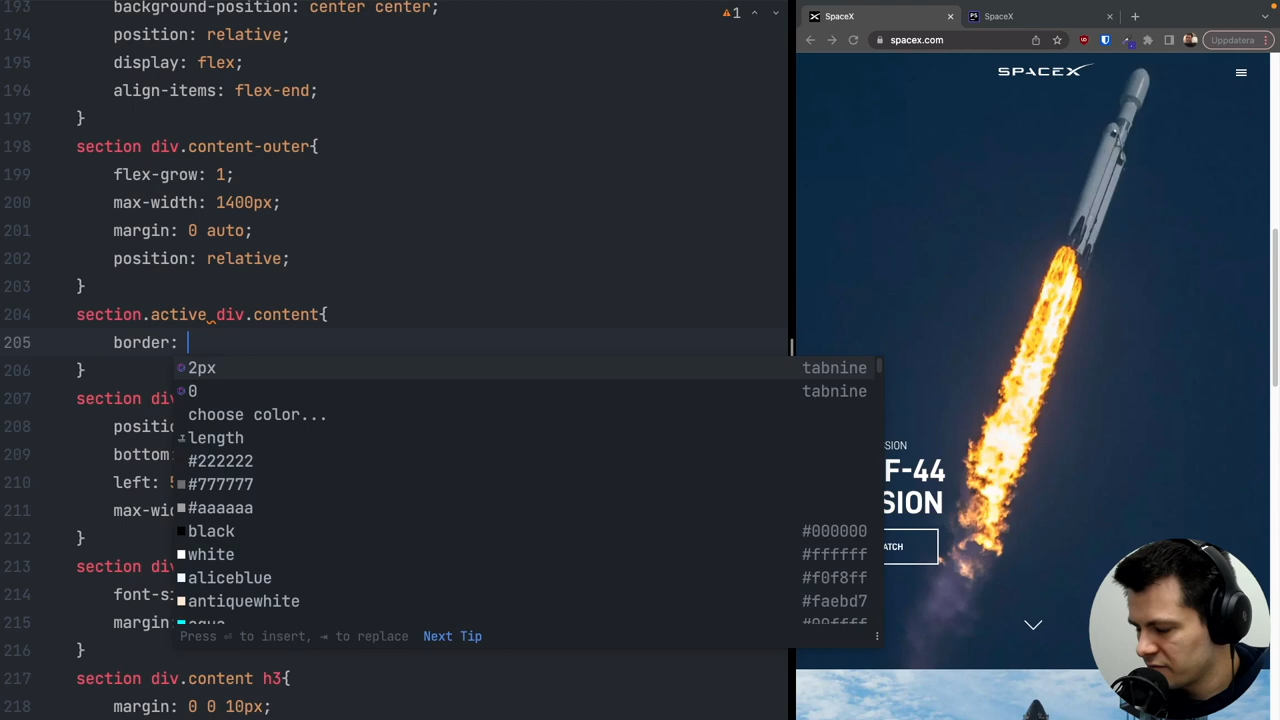 193
background-position: center center;
1
194
position: relative;
195
display: flex;
196
align-items: flex-end;
197
}
198
section div.content-outer{
199
flex-grow: 1;
200
max-width: 1400px;
201
margin: 0 auto;
202
position: relative;
203
}
204
section.active div.content{
205
border:
206
}
207
section div
208
positio
209
bottom:
210
left:
211
max-wid
212
}
213
section div
214
font-si
215
margin
216
}
217
section div.content h3{
218
margin: 0 0 10px;
2px tabnine
0 tabnine
choose color...
length
#222222
#777777
#aaaaaa
black #000000
white #ffffff
aliceblue #f0f8ff
antiquewhite #faebd7
aqua #00ffff
Press ⏎ to insert, ⇥ to replace Next Tip
SpaceX
SpaceX
spacex.com
Uppdatera
SPACEX
SION
F-44
SION
ATCH